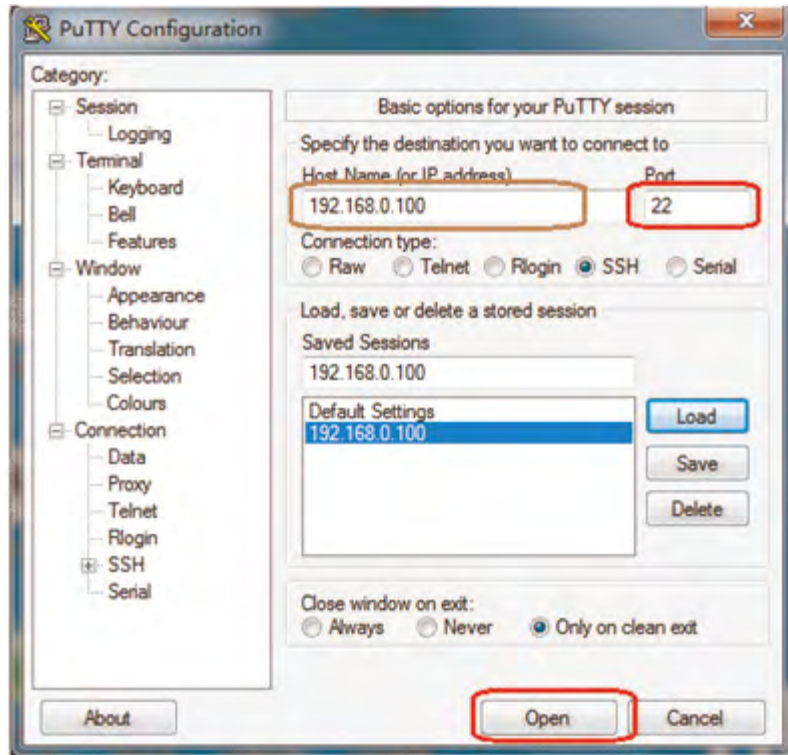 PuTTY Configuration
Category:
Session
Logging
Terminal
Keyboard
Bell
Features
Window
Appearance
Behaviour
Translation
Selection
Colours
Connection
Data
Proxy
Telnet
Rlogin
SSH
Serial
Basic options for your PuTTY session
Specify the destination you want to connect to
Host Name (or IP address) Port
192.168.0.100 22
Connection type:
Raw Telnet Rlogin SSH Serial
Load, save or delete a stored session
Saved Sessions
192.168.0.100
Default Settings
192.168.0.100
Load
Save
Delete
Close window on exit:
Always Never Only on clean exit
About Open Cancel